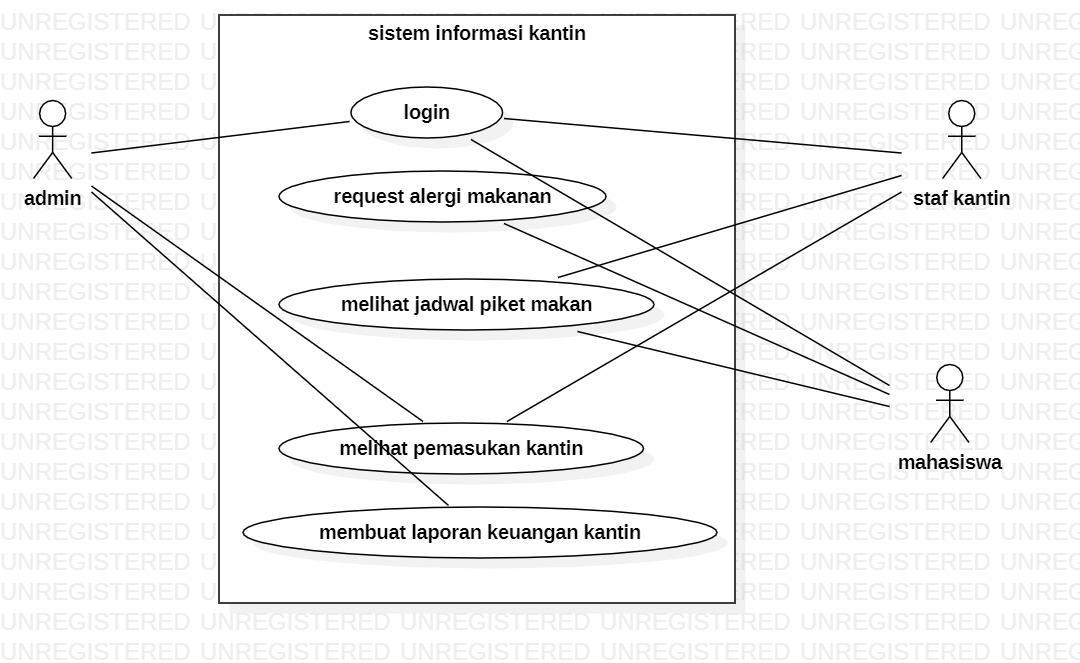 sistem informasi kantin
login
admin
request alergi makanan
staf kantin
melihat jadwal piket makan
melihat pemasukan kantin
mahasiswa
membuat laporan keuangan kantin
UNREGISTERED